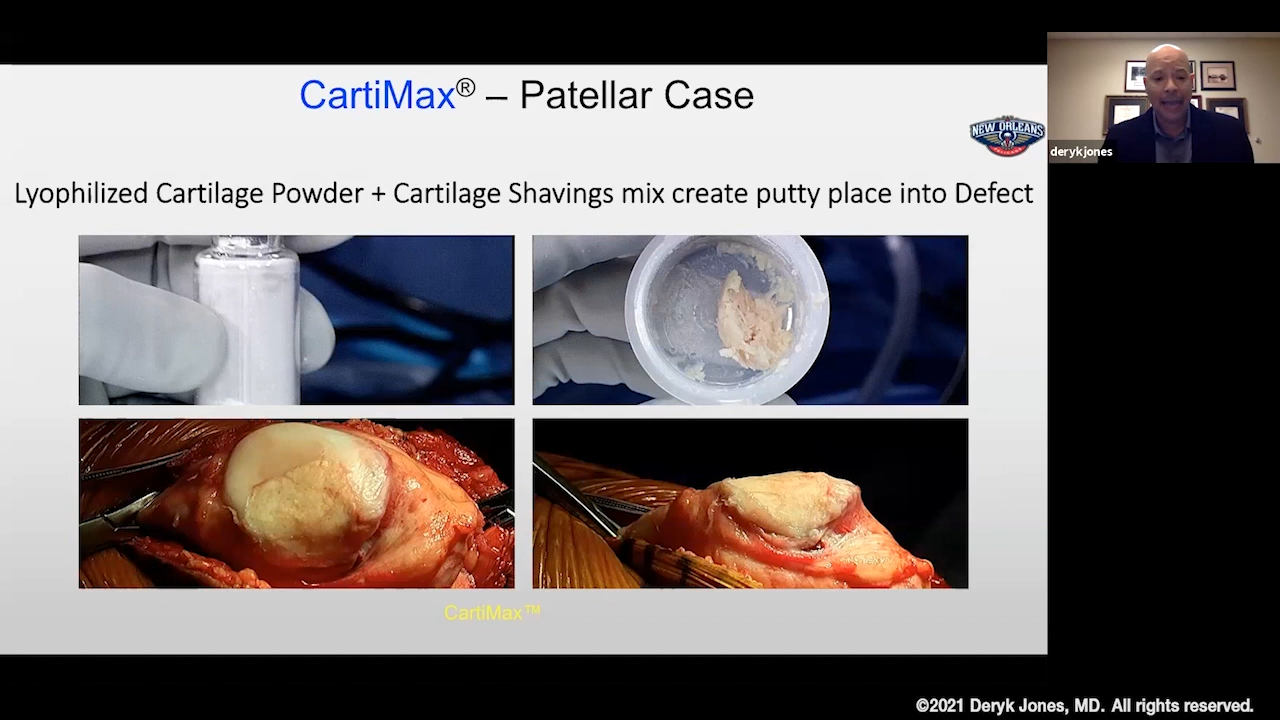 CartiMax® – Patellar Case
NEW ORLEANS
PELICANS
derykjones
Lyophilized Cartilage Powder + Cartilage Shavings mix create putty place into Defect
CartiMax™
©2021 Deryk Jones, MD. All rights reserved.